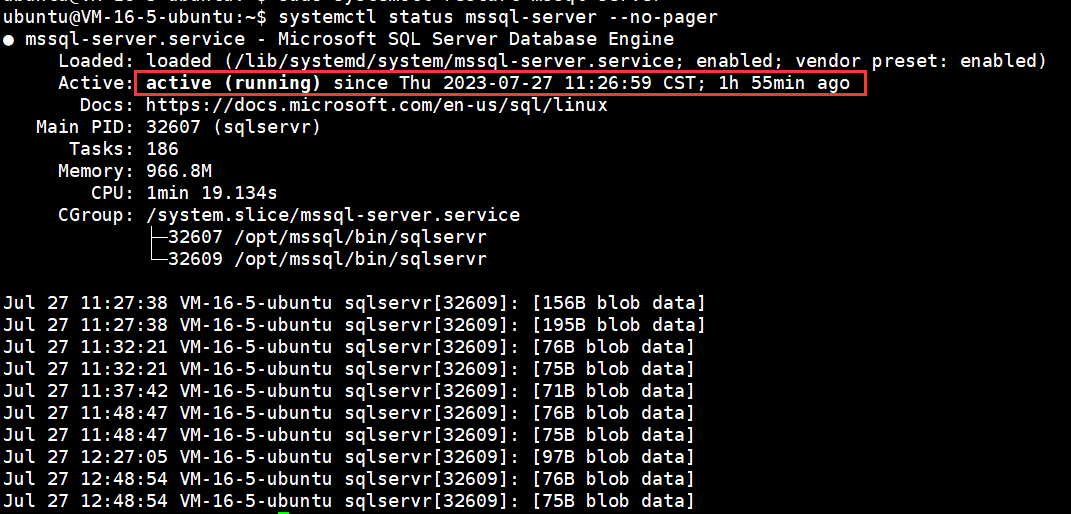 ubuntu@VM-16-5-ubuntu:~$ sudo systemctl restart mssql-server
ubuntu@VM-16-5-ubuntu:~$ systemctl status mssql-server --no-pager
● mssql-server.service - Microsoft SQL Server Database Engine
Loaded: loaded (/lib/systemd/system/mssql-server.service; enabled; vendor preset: enabled)
Active: active (running) since Thu 2023-07-27 11:26:59 CST; 1h 55min ago
Docs: https://docs.microsoft.com/en-us/sql/linux
Main PID: 32607 (sqlservr)
Tasks: 186
Memory: 966.8M
CPU: 1min 19.134s
CGroup: /system.slice/mssql-server.service
├─32607 /opt/mssql/bin/sqlservr
└─32609 /opt/mssql/bin/sqlservr
Jul 27 11:27:38 VM-16-5-ubuntu sqlservr[32609]: [156B blob data]
Jul 27 11:27:38 VM-16-5-ubuntu sqlservr[32609]: [195B blob data]
Jul 27 11:32:21 VM-16-5-ubuntu sqlservr[32609]: [76B blob data]
Jul 27 11:32:21 VM-16-5-ubuntu sqlservr[32609]: [75B blob data]
Jul 27 11:37:42 VM-16-5-ubuntu sqlservr[32609]: [71B blob data]
Jul 27 11:48:47 VM-16-5-ubuntu sqlservr[32609]: [76B blob data]
Jul 27 11:48:47 VM-16-5-ubuntu sqlservr[32609]: [75B blob data]
Jul 27 12:27:05 VM-16-5-ubuntu sqlservr[32609]: [97B blob data]
Jul 27 12:48:54 VM-16-5-ubuntu sqlservr[32609]: [76B blob data]
Jul 27 12:48:54 VM-16-5-ubuntu sqlservr[32609]: [75B blob data]